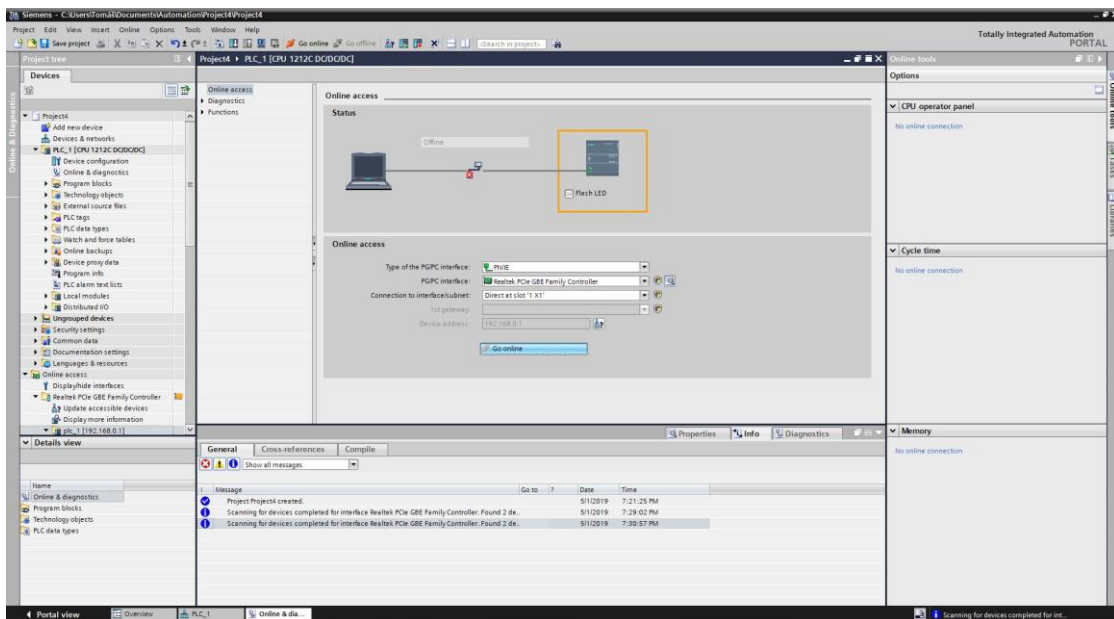 Siemens - C:\Users\Tomáš\Documents\Automation\Project4\Project4
Project Edit View Insert Online Options Tools Window Help
Totally Integrated Automation
PORTAL
Save project
Go online
Go offline
<Search in project>
Project tree
Project4 PLC_1 [CPU 1212C DC/DC/DC]
Online tools
Devices
Options
Online & Diagnostics
Project4
Add new device
Devices & networks
PLC_1 [CPU 1212C DC/DC/DC]
Device configuration
Online & diagnostics
Program blocks
Technology objects
External source files
PLC tags
PLC data types
Watch and force tables
Online backups
Device proxy data
Program info
PLC alarm text lists
Local modules
Distributed I/O
Ungrouped devices
Security settings
Common data
Documentation settings
Languages & resources
Online access
Display/hide interfaces
Realtek PCIe GBE Family Controller
Update accessible devices
Display more information
plc_1 [192.168.0.1]
Online access
Diagnostics
Functions
Online access
Status
Offline
Flash LED
Online access
Type of the PG/PC interface: PN/IE
PG/PC interface: Realtek PCIe GBE Family Controller
Connection to interface/subnet: Direct at slot '1 X1'
1st gateway:
Device address: 192.168.0.1
Go online
CPU operator panel
No online connection
Cycle time
No online connection
Memory
No online connection
Online tools
Tasks
Libraries
Details view
Name
Online & diagnostics
Program blocks
Technology objects
PLC data types
Properties
Info
Diagnostics
General Cross-references Compile
Show all messages
! Message Go to ? Date Time
Project Project4 created. 5/1/2019 7:21:25 PM
Scanning for devices completed for interface Realtek PCIe GBE Family Controller. Found 2 de.. 5/1/2019 7:29:02 PM
Scanning for devices completed for interface Realtek PCIe GBE Family Controller. Found 2 de.. 5/1/2019 7:30:57 PM
Portal view
Overview
PLC_1
Online & dia...
Scanning for devices completed for int...